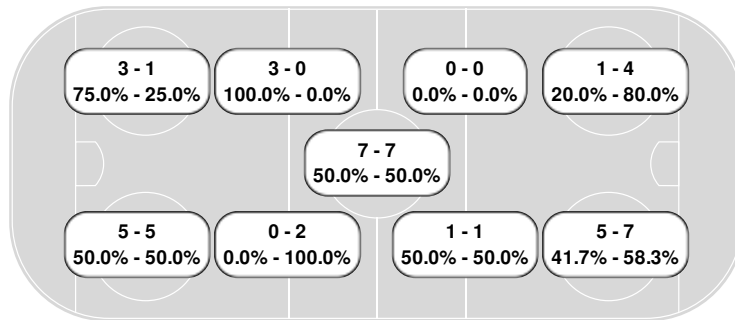 3 - 1
75.0% - 25.0%
3 - 0
100.0% - 0.0%
0 - 0
0.0% - 0.0%
1 - 4
20.0% - 80.0%
7 - 7
50.0% - 50.0%
5 - 5
50.0% - 50.0%
0 - 2
0.0% - 100.0%
1 - 1
50.0% - 50.0%
5 - 7
41.7% - 58.3%